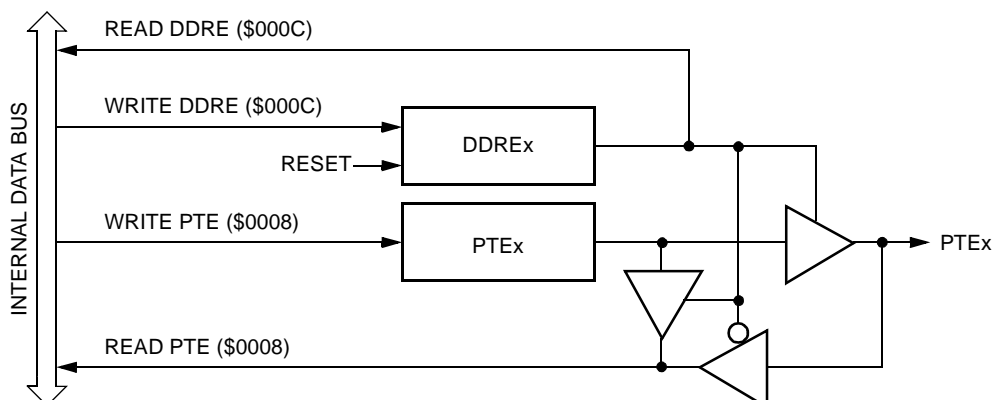 READ DDRE ($000C)
WRITE DDRE ($000C)
DDREx
RESET
INTERNAL DATA BUS
WRITE PTE ($0008)
PTEx
PTEx
READ PTE ($0008)